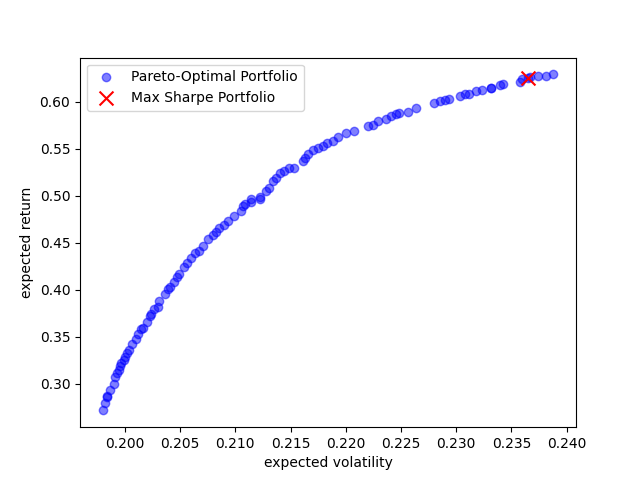 Pareto-Optimal Portfolio
Max Sharpe Portfolio
expected return
0.60
0.55
0.50
0.45
0.40
0.35
0.30
0.200 0.205 0.210 0.215 0.220 0.225 0.230 0.235 0.240
expected volatility